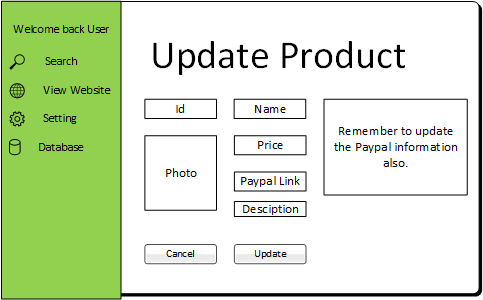 Welcome back User
Search
View Website
Setting
Database
Update Product
Id
Name
Photo
Price
Paypal Link
Desciption
Remember to update
the Paypal information
also.
Cancel
Update